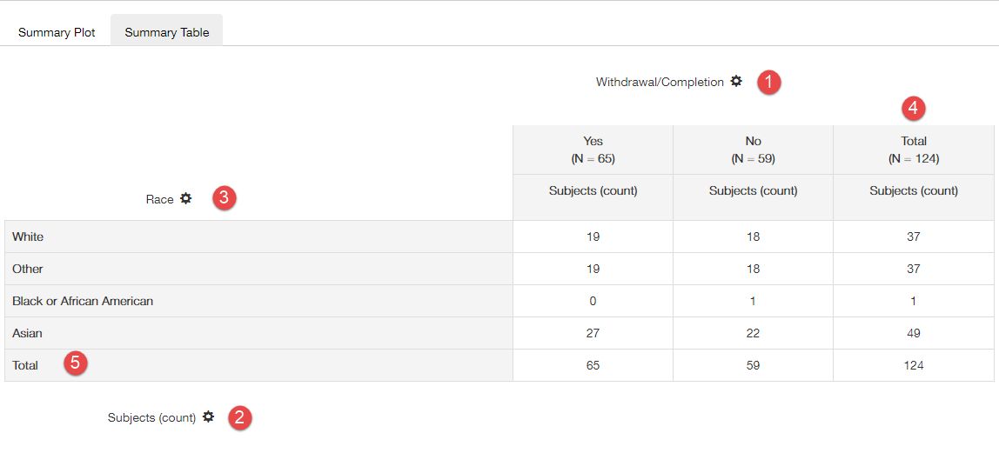 Summary Plot Summary Table
Withdrawal/Completion 1
4
Yes No Total
(N = 65) (N = 59) (N = 124)
Subjects (count) Subjects (count) Subjects (count)
Race 3
White 19 18 37
Other 19 18 37
Black or African American 0 1 1
Asian 27 22 49
Total 5 65 59 124
Subjects (count) 2